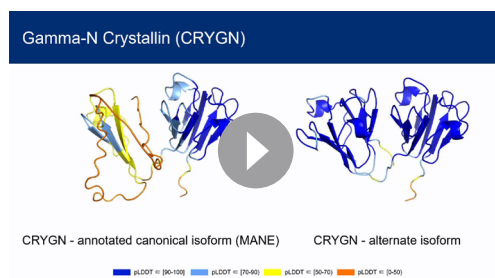 Gamma-N Crystallin (CRYGN)
CRYGN - annotated canonical isoform (MANE)
CRYGN - alternate isoform
pLDDT ∈ [90-100]
pLDDT ∈ [70-90]
pLDDT ∈ [50-70]
pLDDT ∈ [0-50]